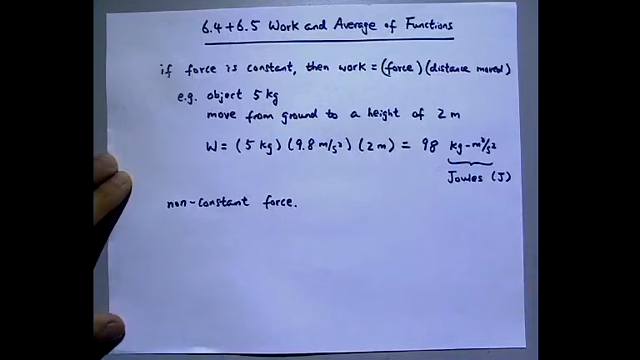 6.4+6.5 Work and Average of Functions
if force is constant, then work = (force)(distance moved)
e.g. object 5 kg
move from ground to a height of 2 m
W = (5 kg)(9.8 m/s²)(2 m) = 98 kg-m²/s²
Joules (J)
non-constant force.